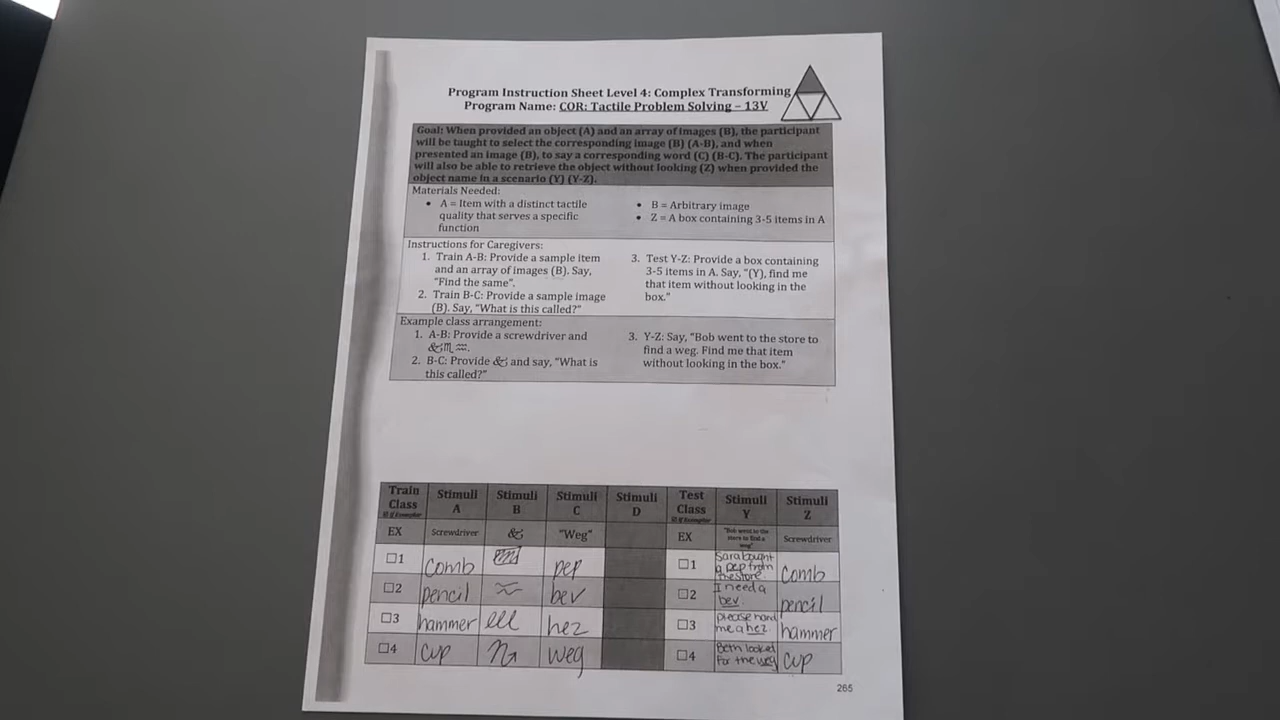 Program Instruction Sheet Level 4: Complex Transforming
Program Name: COR: Tactile Problem Solving – 13V
Goal: When provided an object (A) and an array of images (B), the participant
will be taught to select the corresponding image (B) (A-B), and when
presented an image (B), to say a corresponding word (C) (B-C). The participant
will also be able to retrieve the object without looking (Z) when provided the
object name in a scenario (Y) (Y-Z).
Materials Needed:
• A = Item with a distinct tactile
quality that serves a specific
function
• B = Arbitrary image
• Z = A box containing 3-5 items in A
Instructions for Caregivers:
1. Train A-B: Provide a sample item
and an array of images (B). Say,
"Find the same".
2. Train B-C: Provide a sample image
(B). Say, "What is this called?"
3. Test Y-Z: Provide a box containing
3-5 items in A. Say, "(Y), find me
that item without looking in the
box."
Example class arrangement:
1. A-B: Provide a screwdriver and
2. B-C: Provide and say, "What is
this called?"
3. Y-Z: Say, "Bob went to the store to
find a weg. Find me that item
without looking in the box."
Train Class Stimuli A Stimuli B Stimuli C Stimuli D Test Class Stimuli Y Stimuli Z
EX Screwdriver "Weg" EX "Bob went to the store to find a weg" Screwdriver
1 comb pep 1 Sara bought a pep from the store comb
2 pencil bev 2 I need a bev. pencil
3 hammer lll hez 3 please hand me a hez hammer
4 cup weg 4 Beth looked for the weg cup
265